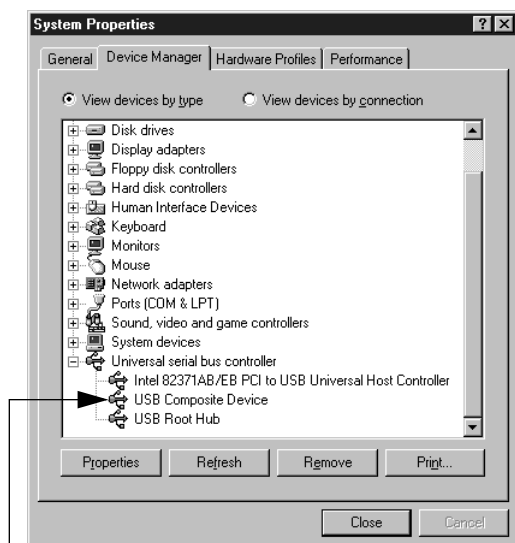 System Properties
General Device Manager Hardware Profiles Performance
View devices by type View devices by connection
Disk drives
Display adapters
Floppy disk controllers
Hard disk controllers
Human Interface Devices
Keyboard
Monitors
Mouse
Network adapters
Ports (COM & LPT)
Sound, video and game controllers
System devices
Universal serial bus controller
Intel 82371AB/EB PCI to USB Universal Host Controller
USB Composite Device
USB Root Hub
Properties Refresh Remove Print...
Close Cancel